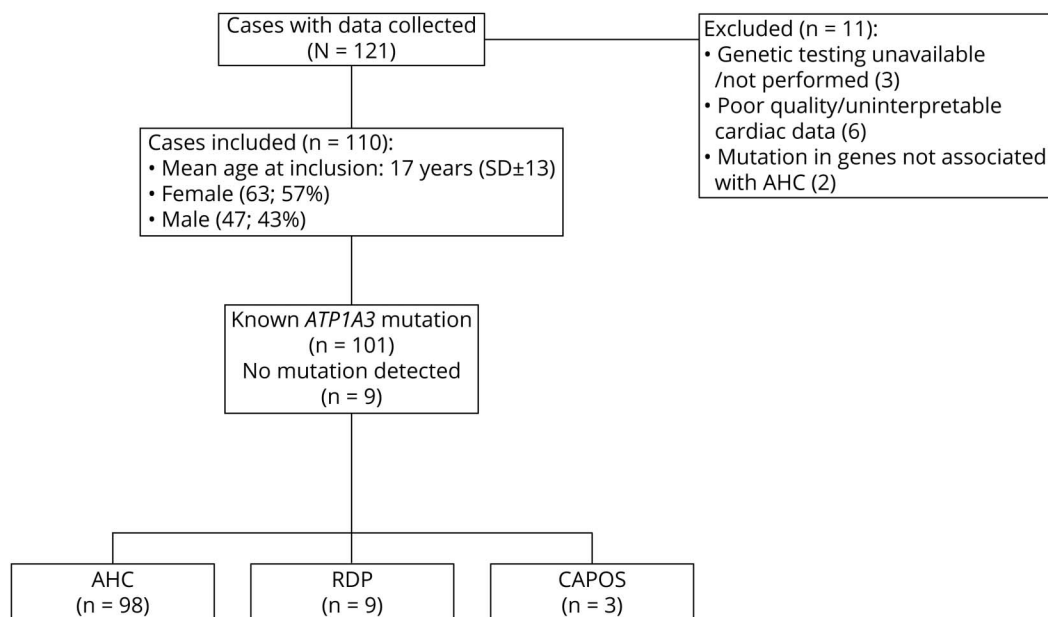 Cases with data collected
(N = 121)
Excluded (n = 11):
• Genetic testing unavailable
/not performed (3)
• Poor quality/uninterpretable
cardiac data (6)
• Mutation in genes not associated
with AHC (2)
Cases included (n = 110):
• Mean age at inclusion: 17 years (SD±13)
• Female (63; 57%)
• Male (47; 43%)
Known ATP1A3 mutation
(n = 101)
No mutation detected
(n = 9)
AHC
(n = 98)
RDP
(n = 9)
CAPOS
(n = 3)